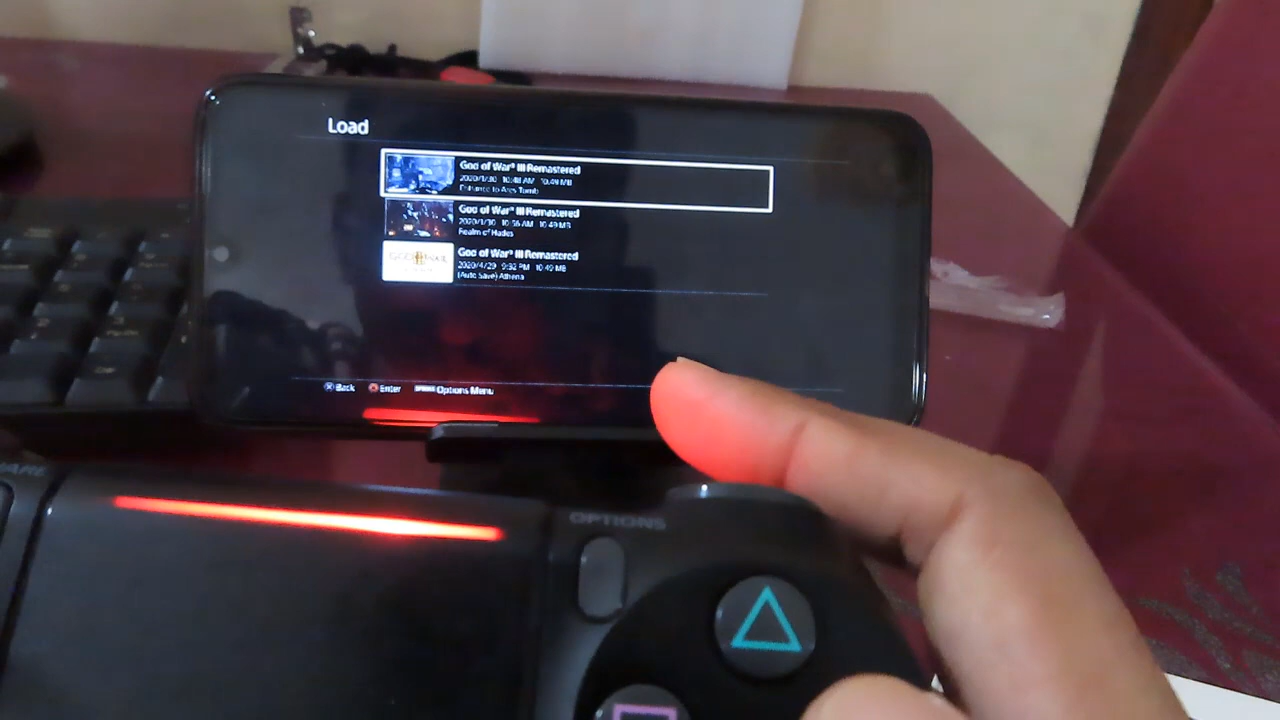 Load
God of War® III Remastered
2020/1/30 10:48 AM 10.49 MB
Entrance to Ares Tomb
God of War® III Remastered
2020/1/30 10:56 AM 10.49 MB
Realm of Hades
God of War® III Remastered
2020/4/29 9:32 PM 10.49 MB
(Auto Save) Athena
Back Enter Options Menu
OPTIONS